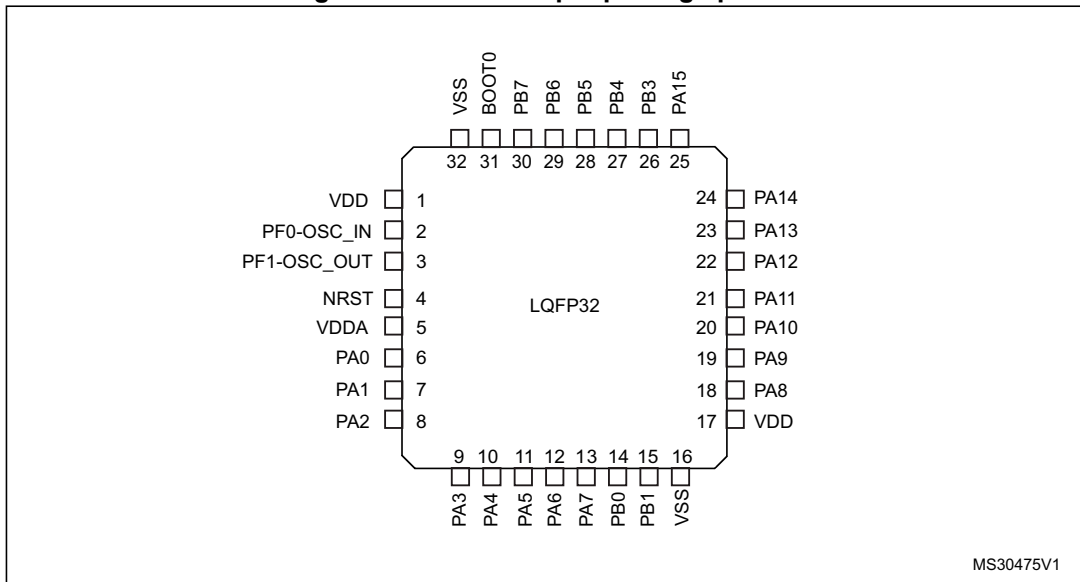 VSS
BOOT0
PB7
PB6
PB5
PB4
PB3
PA15
32 31 30 29 28 27 26 25
VDD 1
PF0-OSC_IN 2
PF1-OSC_OUT 3
NRST 4
VDDA 5
PA0 6
PA1 7
PA2 8
LQFP32
24 PA14
23 PA13
22 PA12
21 PA11
20 PA10
19 PA9
18 PA8
17 VDD
9 10 11 12 13 14 15 16
PA3
PA4
PA5
PA6
PA7
PB0
PB1
VSS
MS30475V1